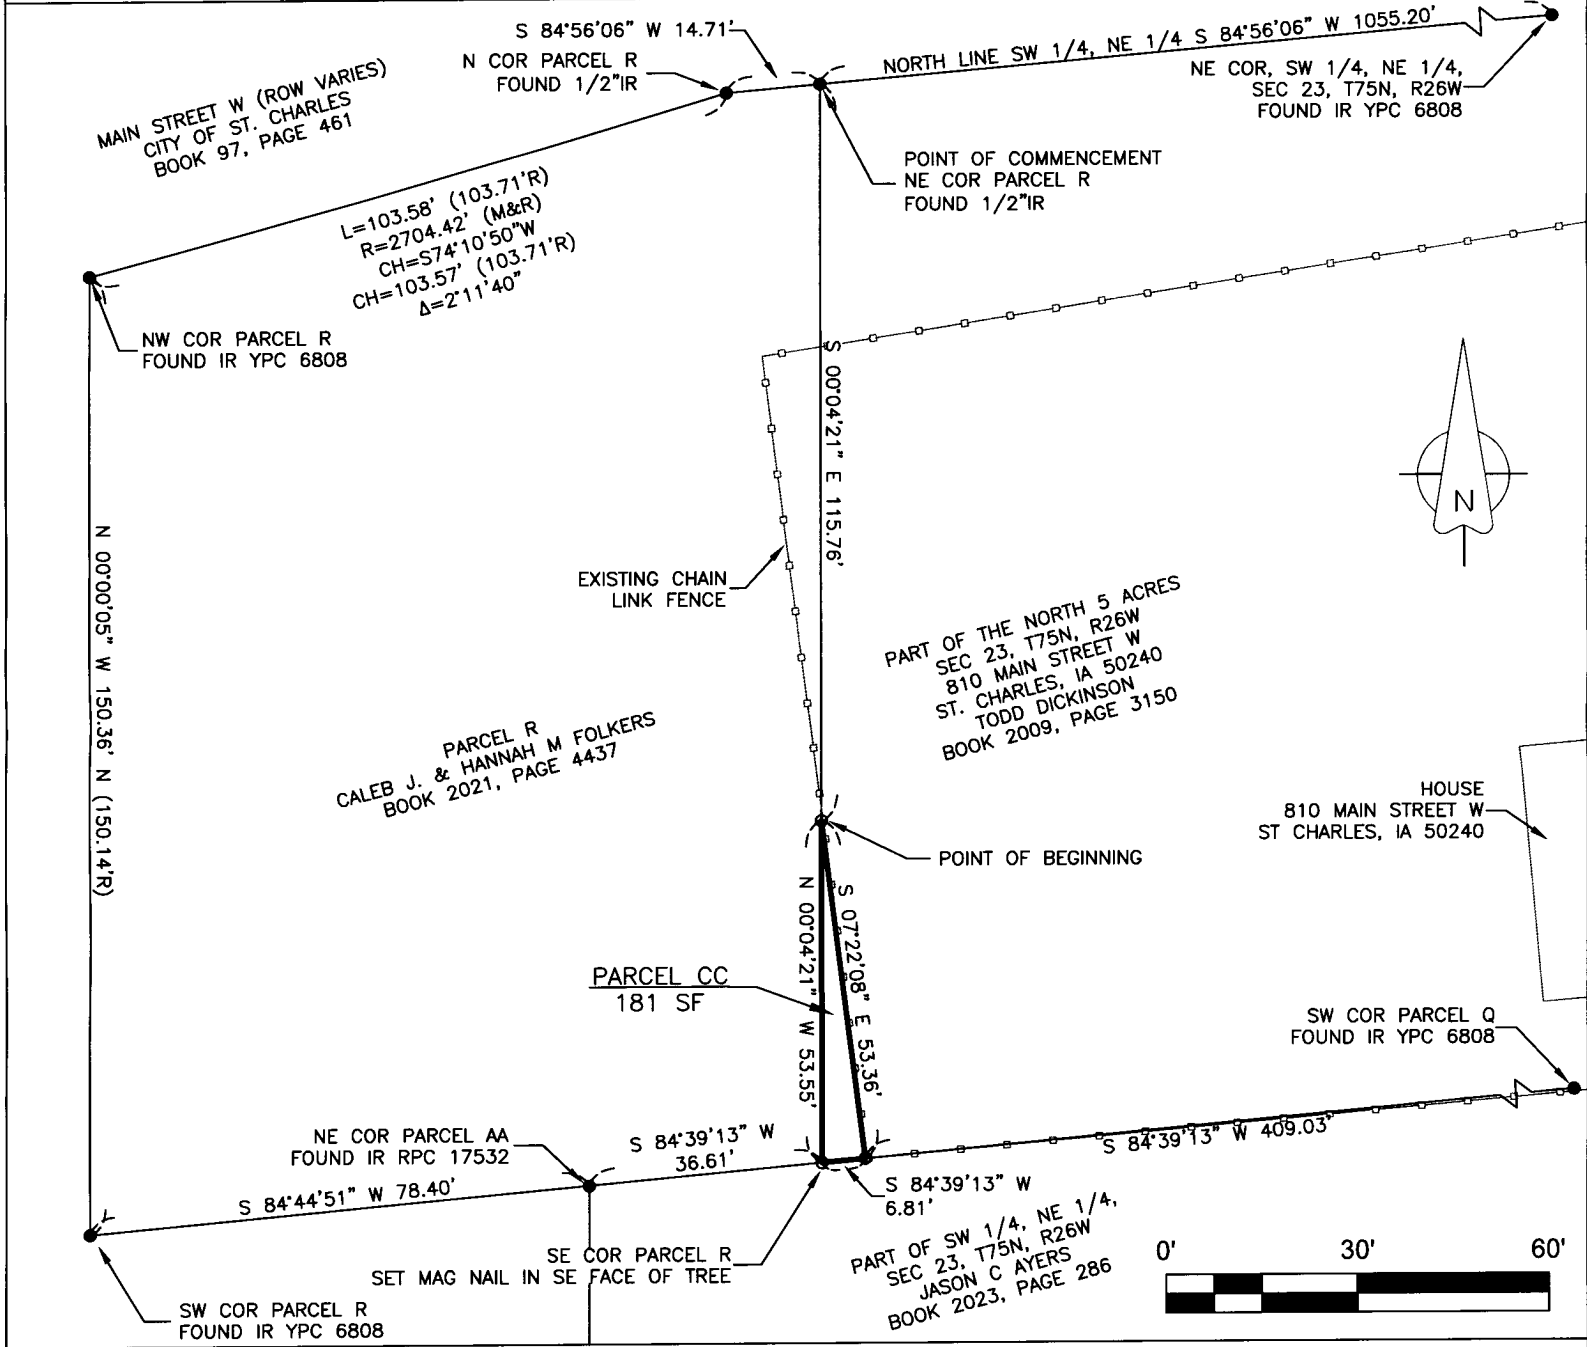 S 84°56'06" W 14.71'
N COR PARCEL R
FOUND 1/2"IR
NORTH LINE SW 1/4, NE 1/4 S 84°56'06" W 1055.20'
NE COR, SW 1/4, NE 1/4,
SEC 23, T75N, R26W
FOUND IR YPC 6808
MAIN STREET W (ROW VARIES)
CITY OF ST. CHARLES
BOOK 97, PAGE 461
POINT OF COMMENCEMENT
NE COR PARCEL R
FOUND 1/2"IR
L=103.58' (103.71'R)
R=2704.42' (M&R)
CH=S74°10'50"W
CH=103.57' (103.71'R)
Δ=2°11'40"
NW COR PARCEL R
FOUND IR YPC 6808
S 00°04'21" E 115.76'
N
N 00°00'05" W 150.36' N (150.14'R)
EXISTING CHAIN
LINK FENCE
PART OF THE NORTH 5 ACRES
SEC 23, T75N, R26W
810 MAIN STREET W
ST. CHARLES, IA 50240
TODD DICKINSON
BOOK 2009, PAGE 3150
PARCEL R
CALEB J. & HANNAH M FOLKERS
BOOK 2021, PAGE 4437
HOUSE
810 MAIN STREET W
ST CHARLES, IA 50240
POINT OF BEGINNING
N 00°04'21" W 53.55'
S 07°22'08" E 53.36'
PARCEL CC
181 SF
SW COR PARCEL Q
FOUND IR YPC 6808
NE COR PARCEL AA
FOUND IR RPC 17532
S 84°39'13" W
36.61'
S 84°39'13" W 409.03'
S 84°44'51" W 78.40'
S 84°39'13" W
6.81'
SE COR PARCEL R
SET MAG NAIL IN SE FACE OF TREE
PART OF SW 1/4, NE 1/4,
SEC 23, T75N, R26W
JASON C AYERS
BOOK 2023, PAGE 286
SW COR PARCEL R
FOUND IR YPC 6808
0' 30' 60'